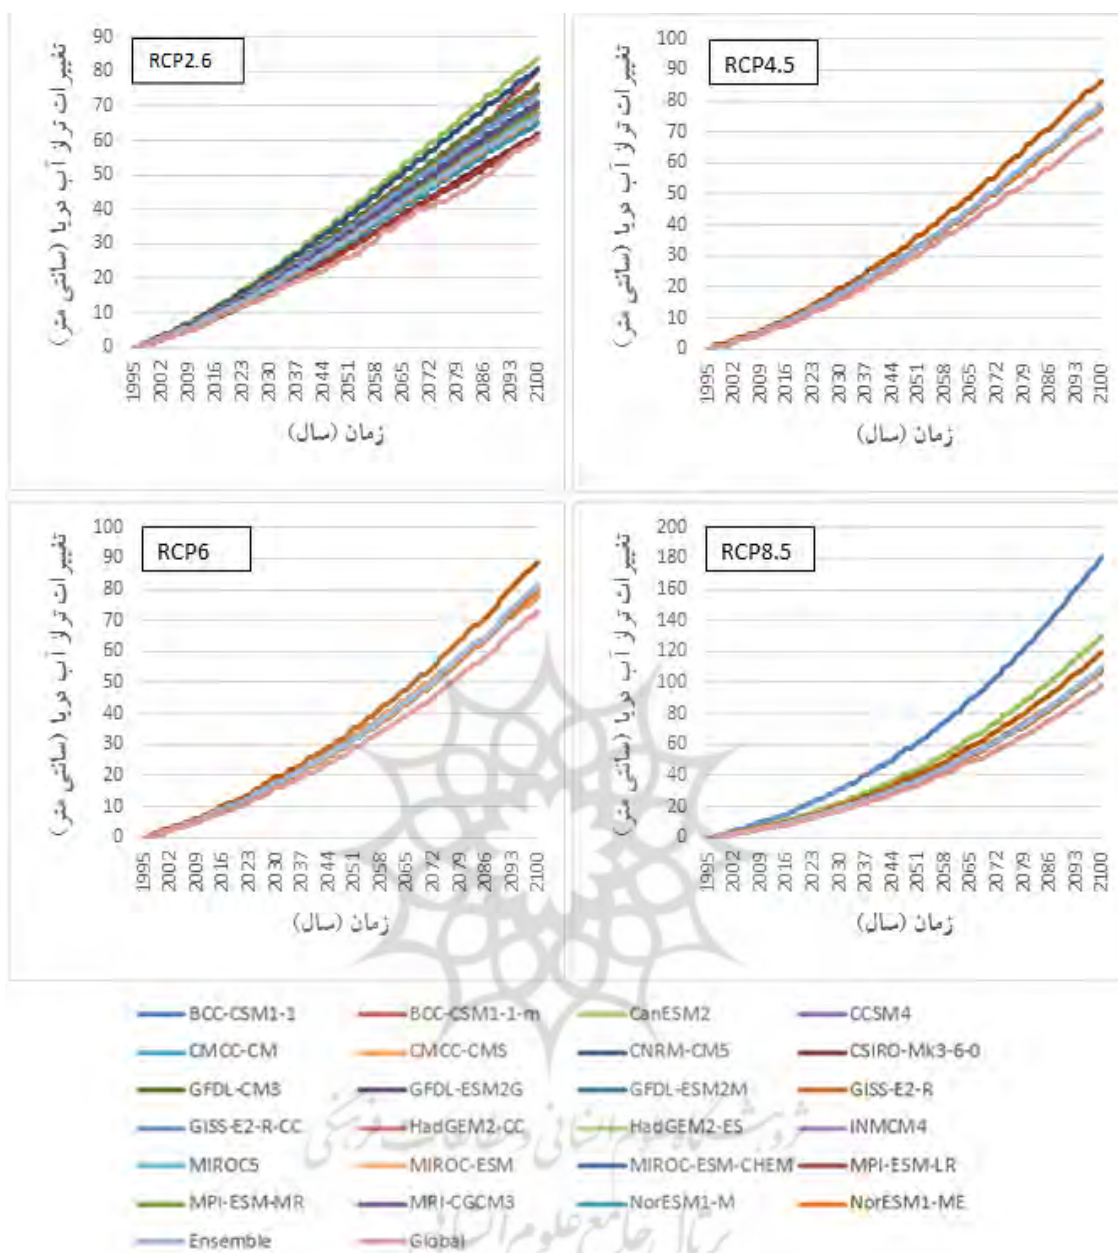 RCP2.6
تغییرات تراز آب دریا (سانتی متر)
90
80
70
60
50
40
30
20
10
0
1995 2002 2009 2016 2023 2030 2037 2044 2051 2058 2065 2072 2079 2086 2093 2100
زمان (سال)
RCP4.5
تغییرات تراز آب دریا (سانتی متر)
100
90
80
70
60
50
40
30
20
10
0
1995 2002 2009 2016 2023 2030 2037 2044 2051 2058 2065 2072 2079 2086 2093 2100
زمان (سال)
RCP6
تغییرات تراز آب دریا (سانتی متر)
100
90
80
70
60
50
40
30
20
10
0
1995 2002 2009 2016 2023 2030 2037 2044 2051 2058 2065 2072 2079 2086 2093 2100
زمان (سال)
RCP8.5
تغییرات تراز آب دریا (سانتی متر)
200
180
160
140
120
100
80
60
40
20
0
1995 2002 2009 2016 2023 2030 2037 2044 2051 2058 2065 2072 2079 2086 2093 2100
زمان (سال)
BCC-CSM1-1 BCC-CSM1-1-m CanESM2 CCSM4
CMCC-CM CMCC-CMS CNRM-CM5 CSIRO-Mk3-6-0
GFDL-CM3 GFDL-ESM2G GFDL-ESM2M GISS-E2-R
GISS-E2-R-CC HadGEM2-CC HadGEM2-ES INMCM4
MIROC5 MIROC-ESM MIROC-ESM-CHEM MPI-ESM-LR
MPI-ESM-MR MRI-CGCM3 NorESM1-M NorESM1-ME
Ensemble Global
پژوهشگاه علوم انسانی و مطالعات فرهنگی
پرتال جامع علوم انسانی